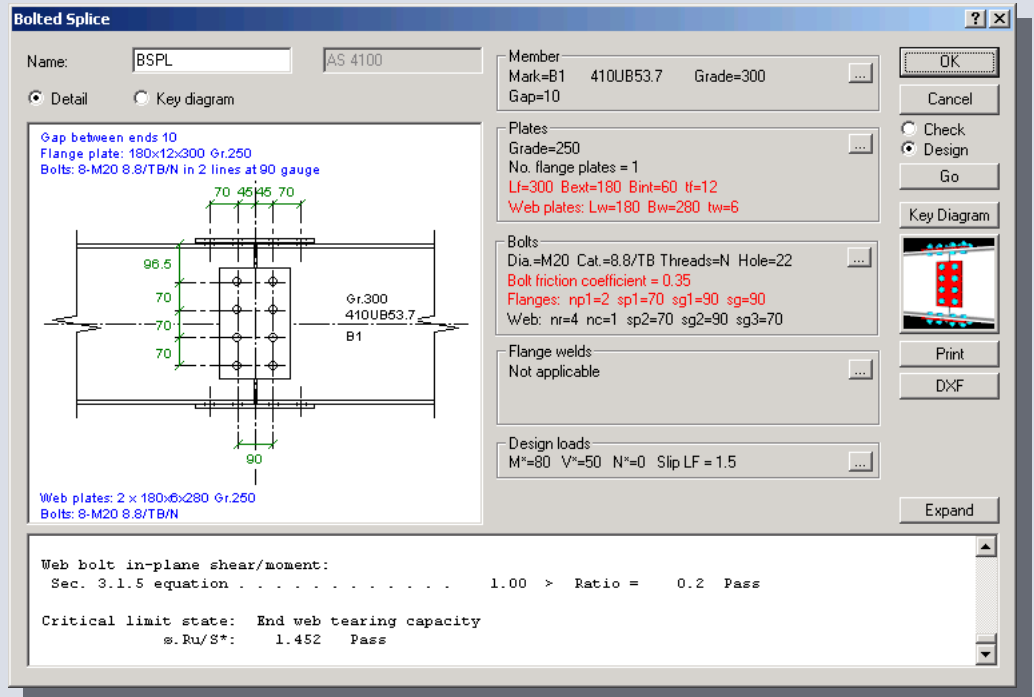 Bolted Splice
Name: BSPL AS 4100
Detail Key diagram
Gap between ends 10
Flange plate: 180x12x300 Gr.250
Bolts: 8-M20 8.8/TB/N in 2 lines at 90 gauge
70 45 45 70
96.5
70
70
70
Gr.300
410UB53.7
B1
90
Web plates: 2 x 180x6x280 Gr.250
Bolts: 8-M20 8.8/TB/N
Member
Mark=B1 410UB53.7 Grade=300
Gap=10
...
Plates
Grade=250
No. flange plates = 1
Lf=300 Bext=180 Bint=60 tf=12
Web plates: Lw=180 Bw=280 tw=6
...
Bolts
Dia.=M20 Cat.=8.8/TB Threads=N Hole=22
Bolt friction coefficient = 0.35
Flanges: np1=2 sp1=70 sg1=90 sg=90
Web: nr=4 nc=1 sp2=70 sg2=90 sg3=70
...
Flange welds
Not applicable
...
Design loads
M*=80 V*=50 N*=0 Slip LF = 1.5
...
OK
Cancel
Check
Design
Go
Key Diagram
Print
DXF
Expand
Web bolt in-plane shear/moment:
Sec. 3.1.5 equation . . . . . . . . . . . . 1.00 > Ratio = 0.2 Pass
Critical limit state: End web tearing capacity
ø.Ru/S*: 1.452 Pass